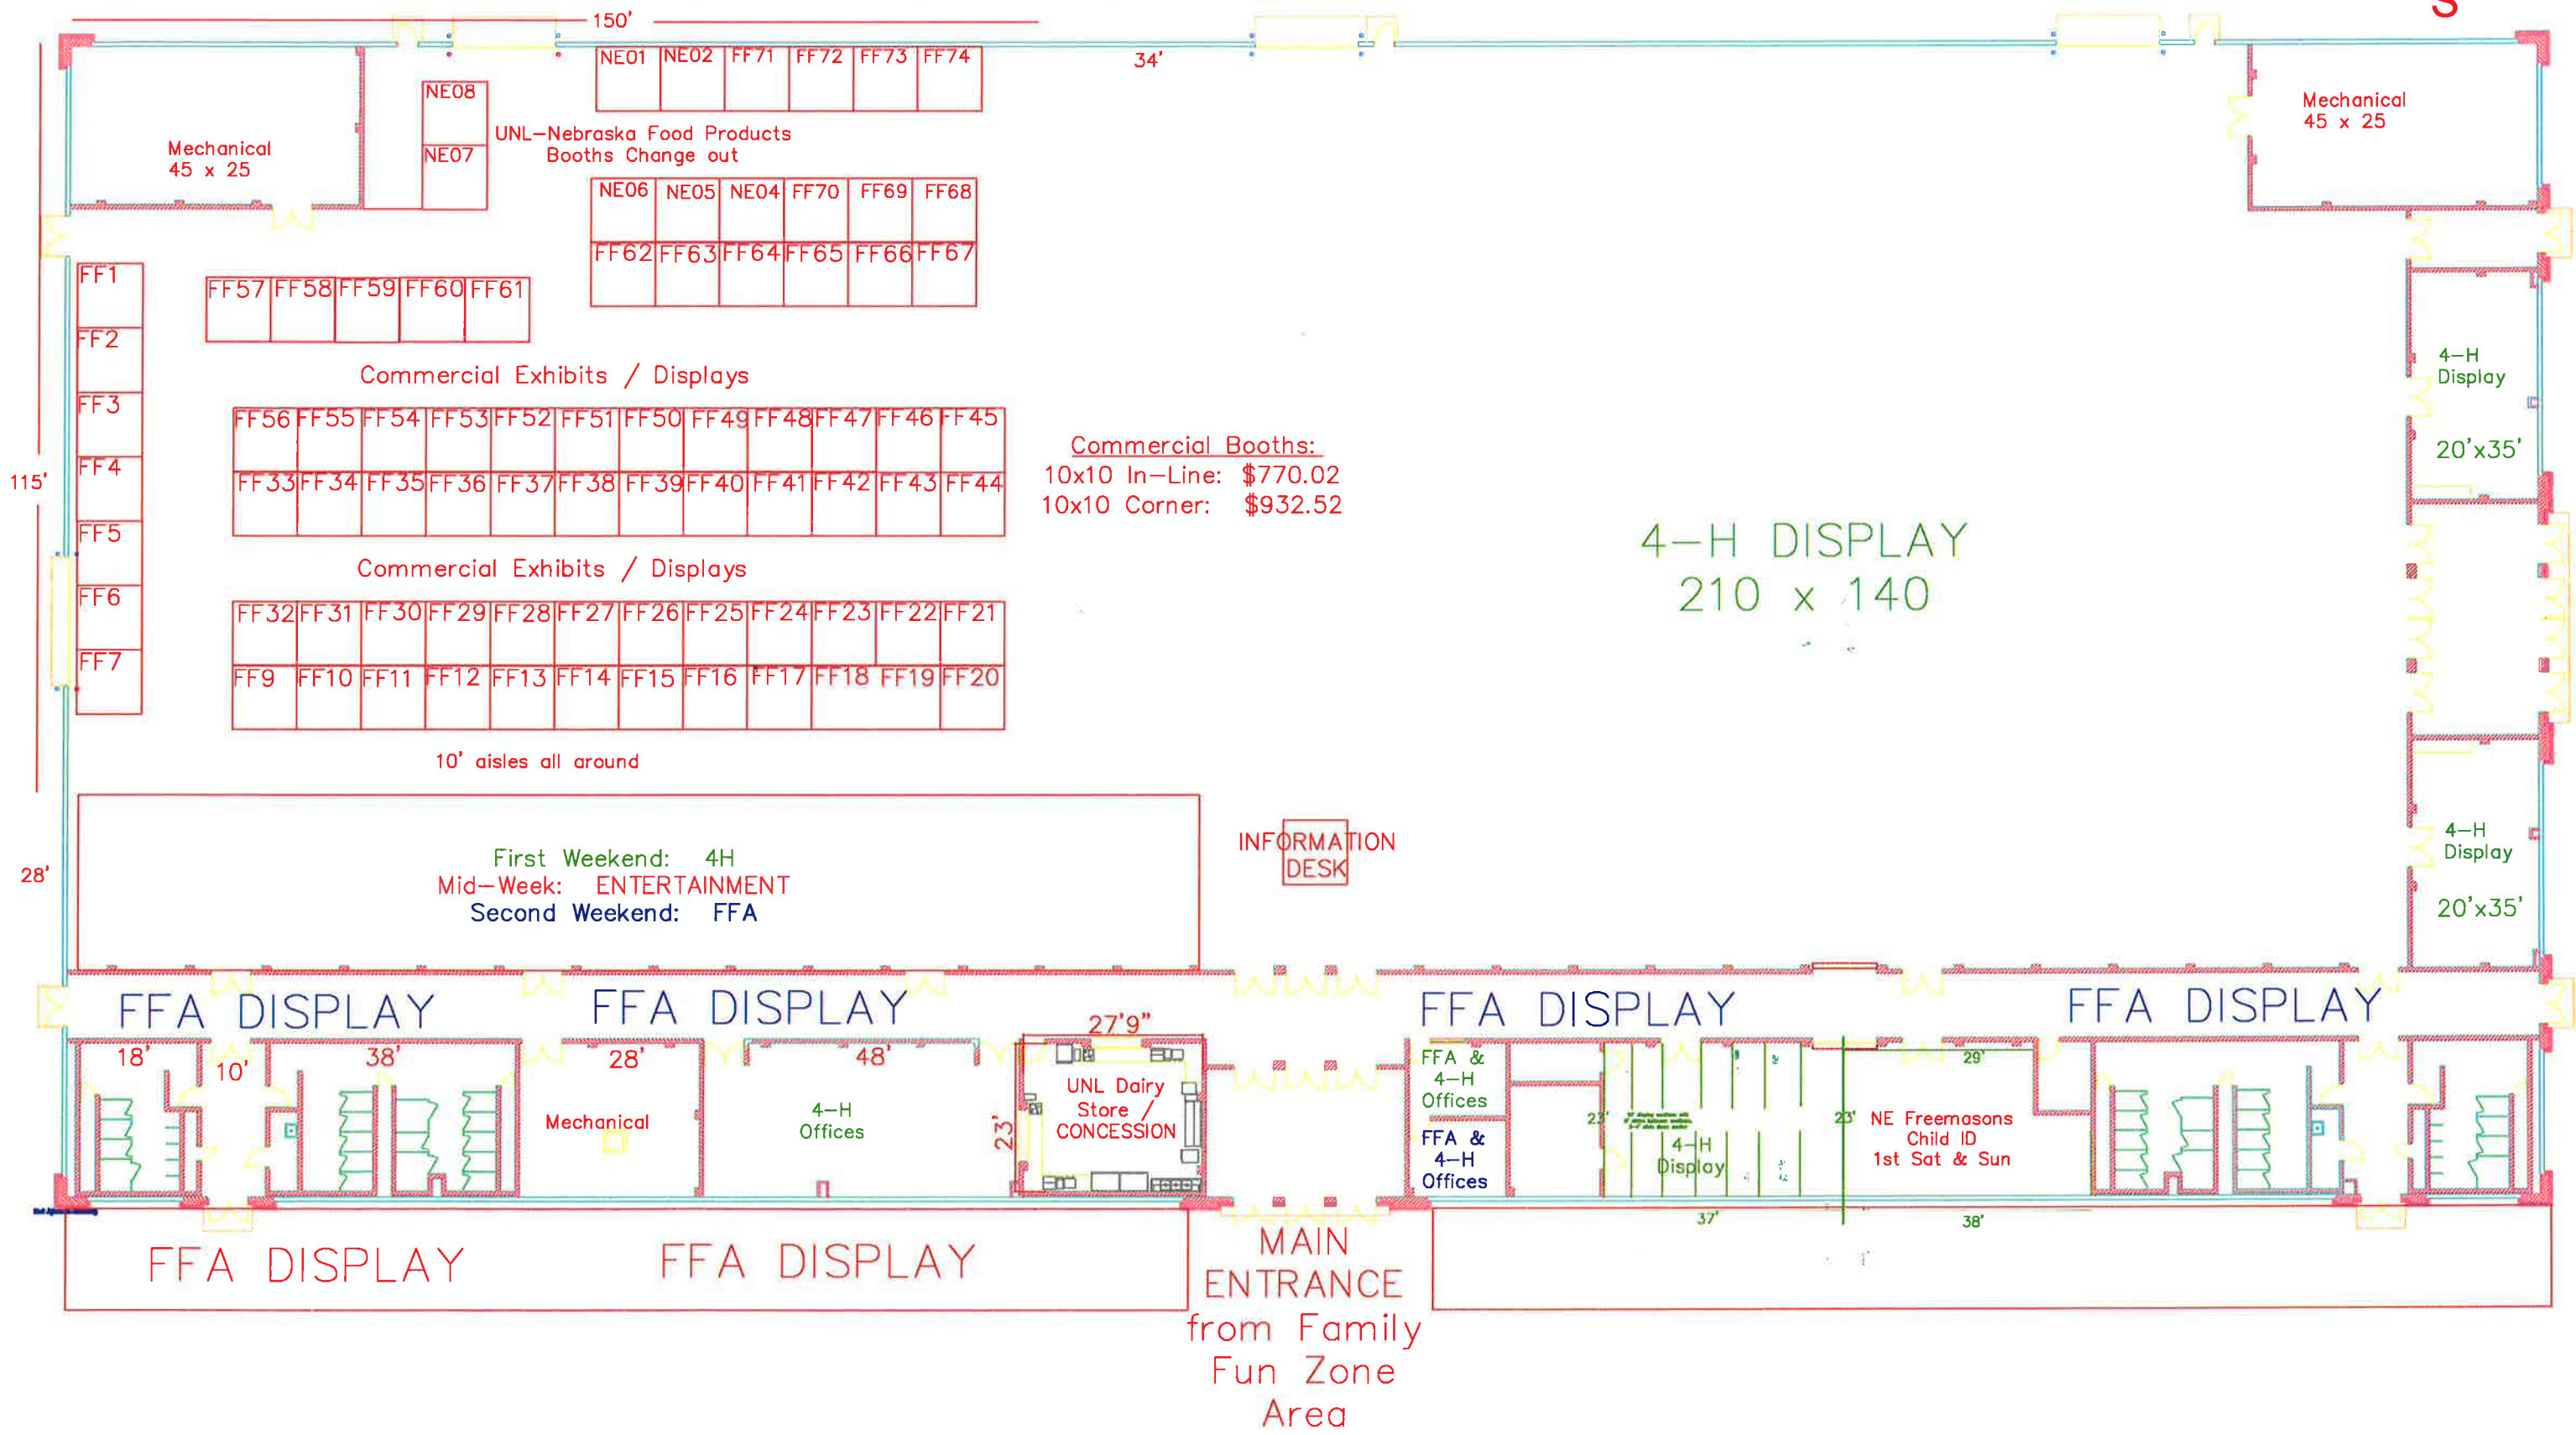 S
150'
34'
NE01 NE02 FF71 FF72 FF73 FF74
NE08
NE07
UNL-Nebraska Food Products
Booths Change out
Mechanical
45 x 25
Mechanical
45 x 25
NE06 NE05 NE04 FF70 FF69 FF68
FF62 FF63 FF64 FF65 FF66 FF67
FF1
FF2
FF3
FF4
FF5
FF6
FF7
FF57 FF58 FF59 FF60 FF61
Commercial Exhibits / Displays
FF56 FF55 FF54 FF53 FF52 FF51 FF50 FF49 FF48 FF47 FF46 FF45
FF33 FF34 FF35 FF36 FF37 FF38 FF39 FF40 FF41 FF42 FF43 FF44
Commercial Exhibits / Displays
FF32 FF31 FF30 FF29 FF28 FF27 FF26 FF25 FF24 FF23 FF22 FF21
FF9 FF10 FF11 FF12 FF13 FF14 FF15 FF16 FF17 FF18 FF19 FF20
10' aisles all around
115'
28'
Commercial Booths:
10x10 In-Line: $770.02
10x10 Corner: $932.52
4-H DISPLAY
210 x 140
4-H
Display
20'x35'
4-H
Display
20'x35'
First Weekend: 4H
Mid-Week: ENTERTAINMENT
Second Weekend: FFA
INFORMATION
DESK
FFA DISPLAY
FFA DISPLAY
FFA DISPLAY
FFA DISPLAY
18'
10'
38'
28'
Mechanical
48'
4-H
Offices
27'9"
23'
UNL Dairy
Store /
CONCESSION
FFA &
4-H
Offices
FFA &
4-H
Offices
23'
4-H
Display
23'
29'
NE Freemasons
Child ID
1st Sat & Sun
37'
38'
FFA DISPLAY
FFA DISPLAY
MAIN
ENTRANCE
from Family
Fun Zone
Area